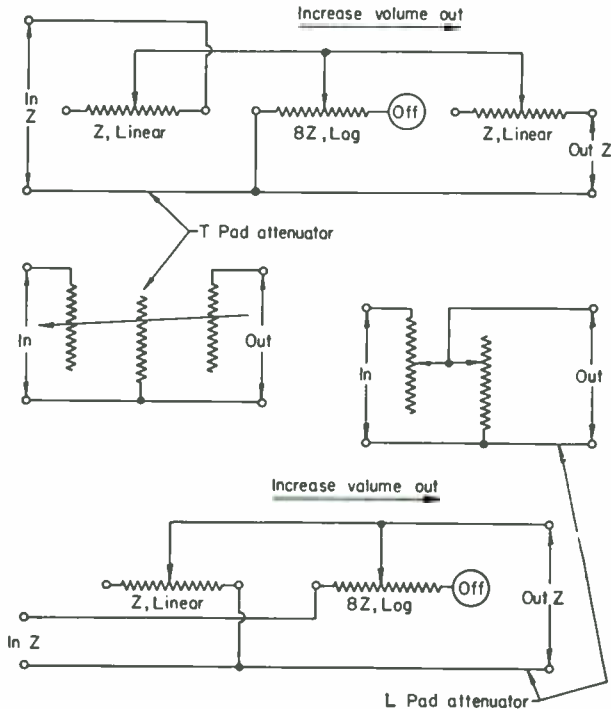 Increase volume out
In
Z
Z, Linear
8Z, Log
Off
Z, Linear
Out Z
T Pad attenuator
In
Out
In
Out
Increase volume out
Z, Linear
8Z, Log
Off
Out Z
In Z
L Pad attenuator